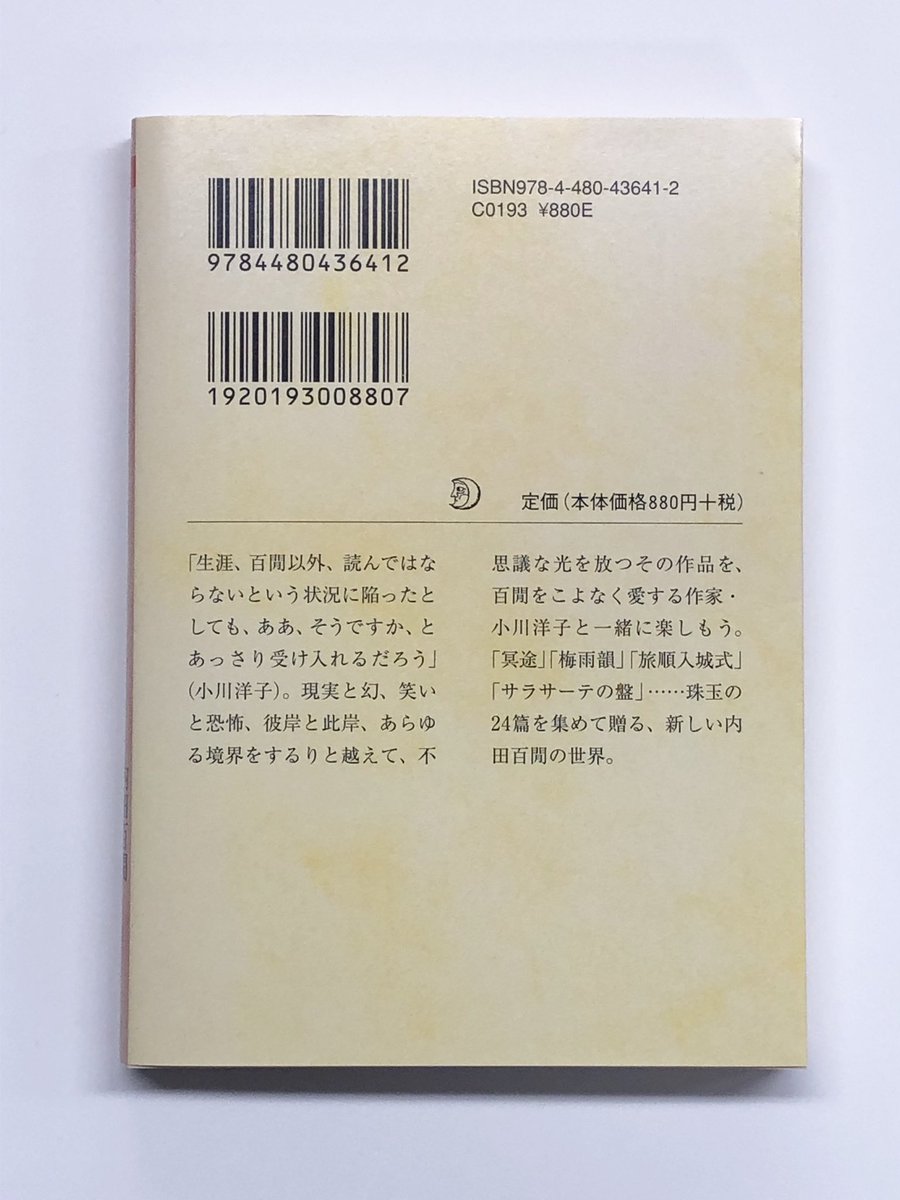 ISBN978-4-480-43641-2
C0193 ¥880E
9784480436412
1920193008807
定価(本体価格880円＋税)
「生涯、百閒以外、読んではな
らないという状況に陥ったと
しても、ああ、そうですか、と
あっさり受け入れるだろう」
(小川洋子)。現実と幻、笑い
と恐怖、彼岸と此岸、あらゆ
る境界をするりと越えて、不
思議な光を放つその作品を、
百閒をこよなく愛する作家・
小川洋子と一緒に楽しもう。
「冥途」「梅雨韻」「旅順入城式」
「サラサーテの盤」……珠玉の
24篇を集めて贈る、新しい内
田百閒の世界。